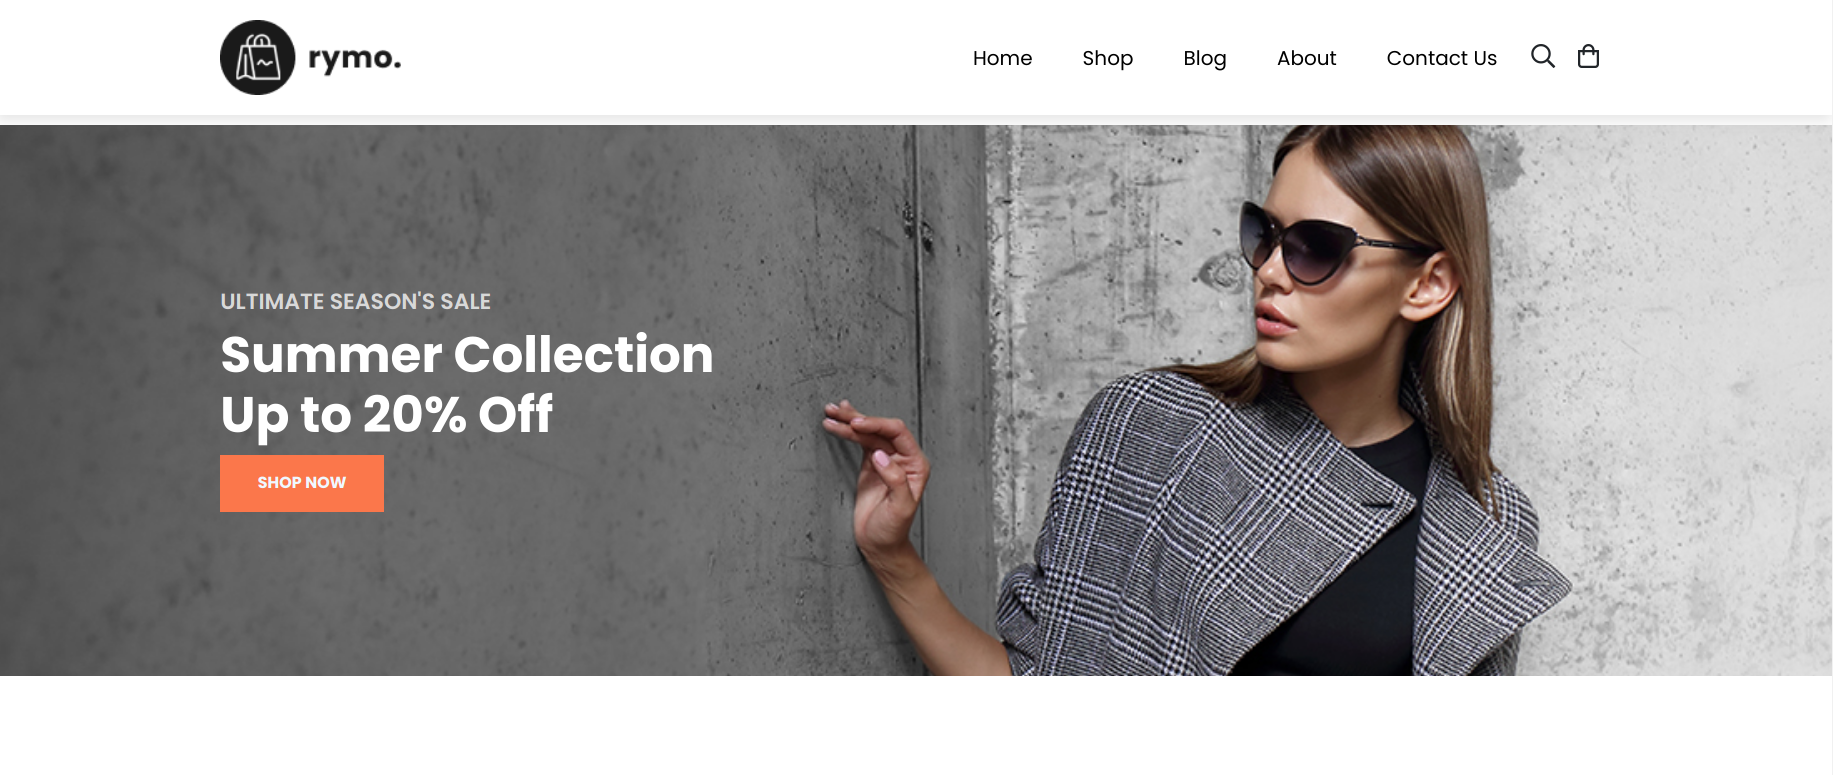 rymo.
Home Shop Blog About Contact Us
ULTIMATE SEASON'S SALE
Summer Collection
Up to 20% Off
SHOP NOW